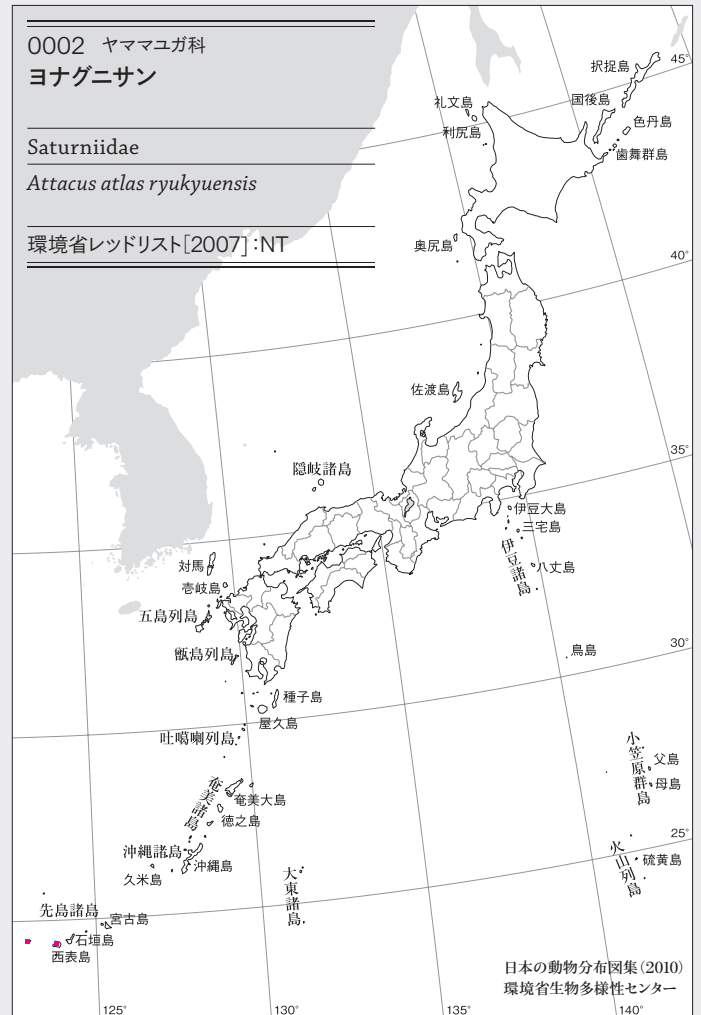 0002 ヤママユガ科
ヨナグニサン
Saturniidae
Attacus atlas ryukyuensis
環境省レッドリスト[2007]:NT
択捉島
45°
礼文島
国後島
利尻島
色丹島
歯舞群島
奥尻島
40°
佐渡島
35°
隠岐諸島
伊豆大島
三宅島
伊豆諸島
八丈島
対馬
壱岐島
五島列島
甑島列島
鳥島
30°
種子島
屋久島
吐噶喇列島
小笠原群島
父島
母島
奄美諸島
奄美大島
徳之島
25°
沖縄諸島
沖縄島
久米島
火山列島
硫黄島
大東諸島
先島諸島
宮古島
石垣島
西表島
日本の動物分布図集(2010)
環境省生物多様性センター
125°
130°
135°
140°